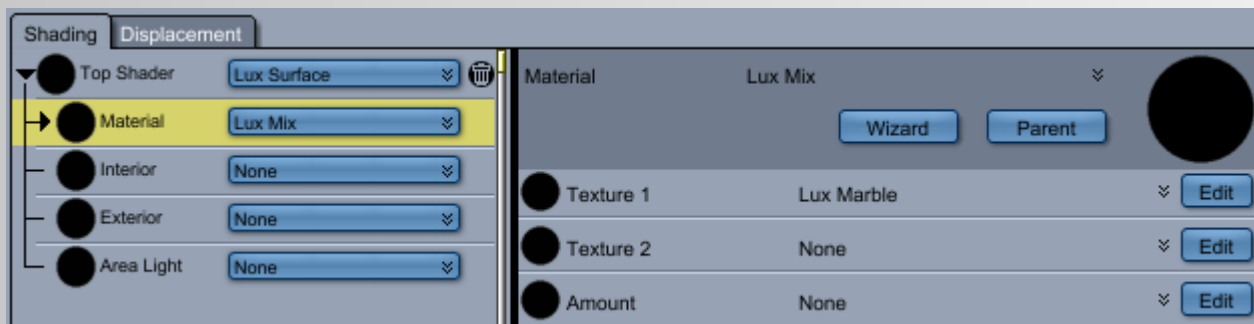 Shading Displacement
Top Shader Lux Surface
Material Lux Mix
Interior None
Exterior None
Area Light None
Material Lux Mix
Wizard Parent
Texture 1 Lux Marble Edit
Texture 2 None Edit
Amount None Edit